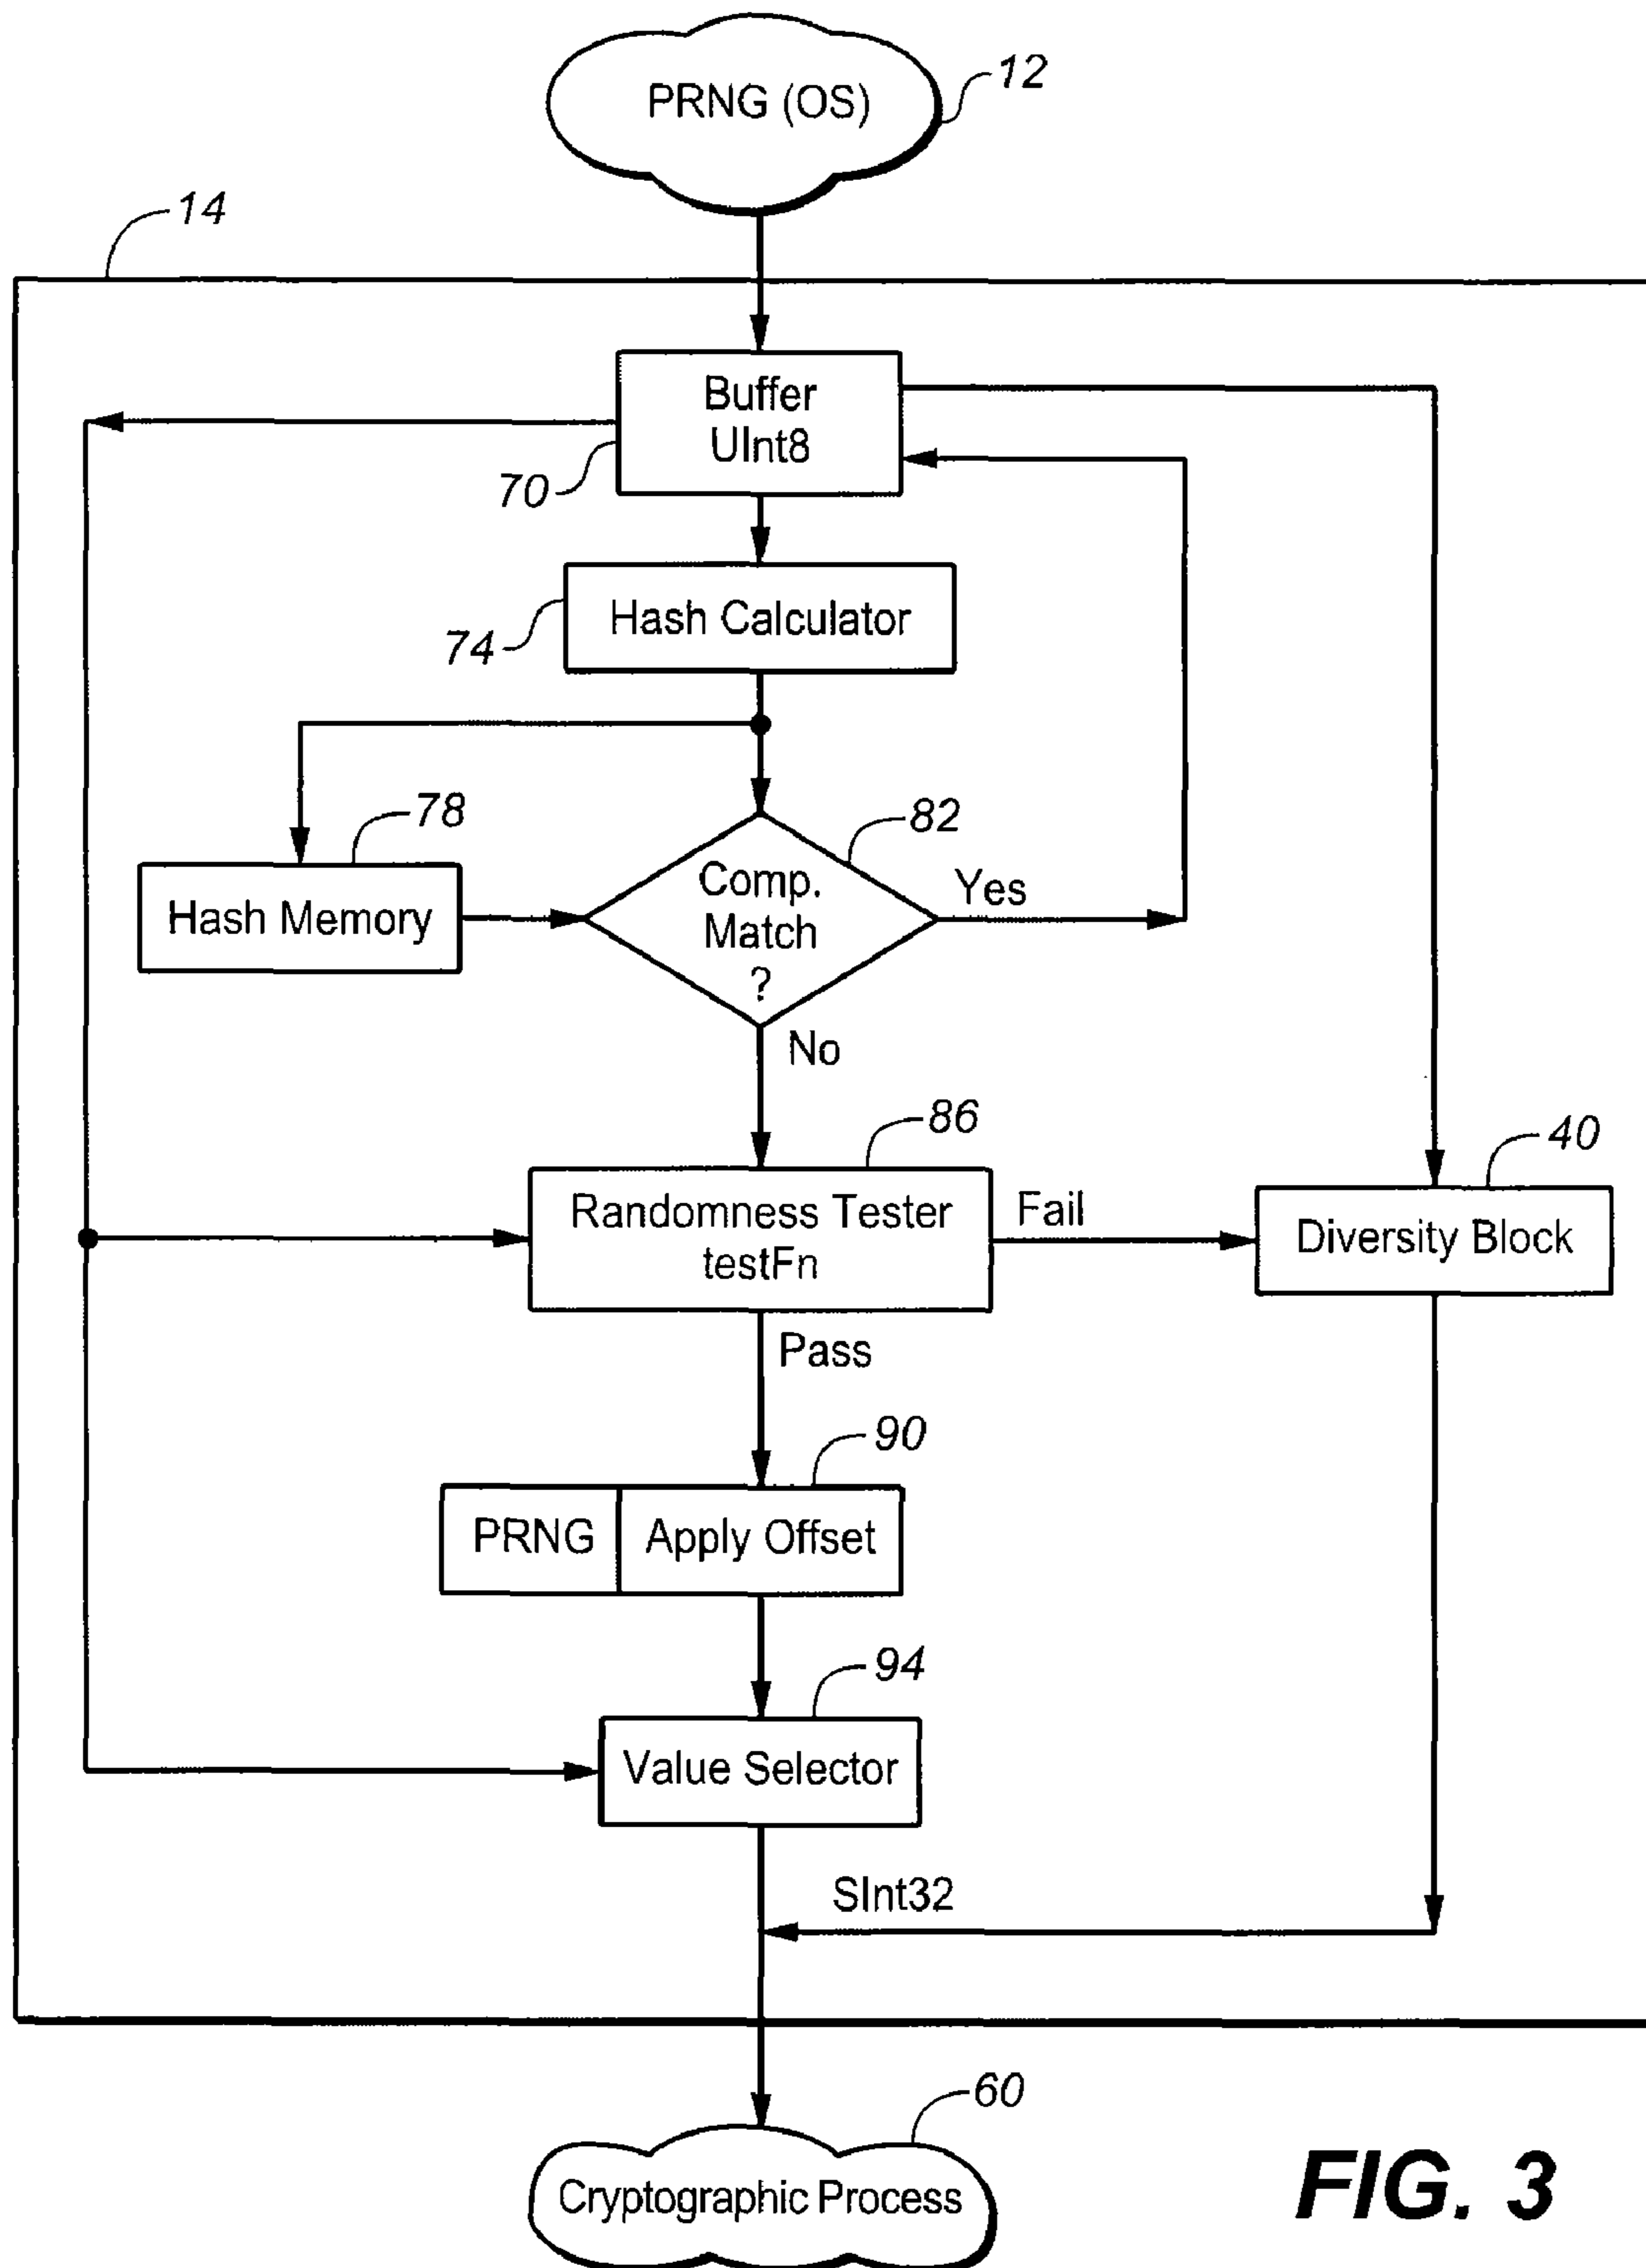 PRNG (OS)
12
14
Buffer
UInt8
70
Hash Calculator
74
78
82
Hash Memory
Comp.
Match
?
Yes
No
86
40
Randomness Tester
testFn
Fail
Diversity Block
Pass
90
PRNG
Apply Offset
94
Value Selector
SInt32
60
Cryptographic Process
FIG. 3